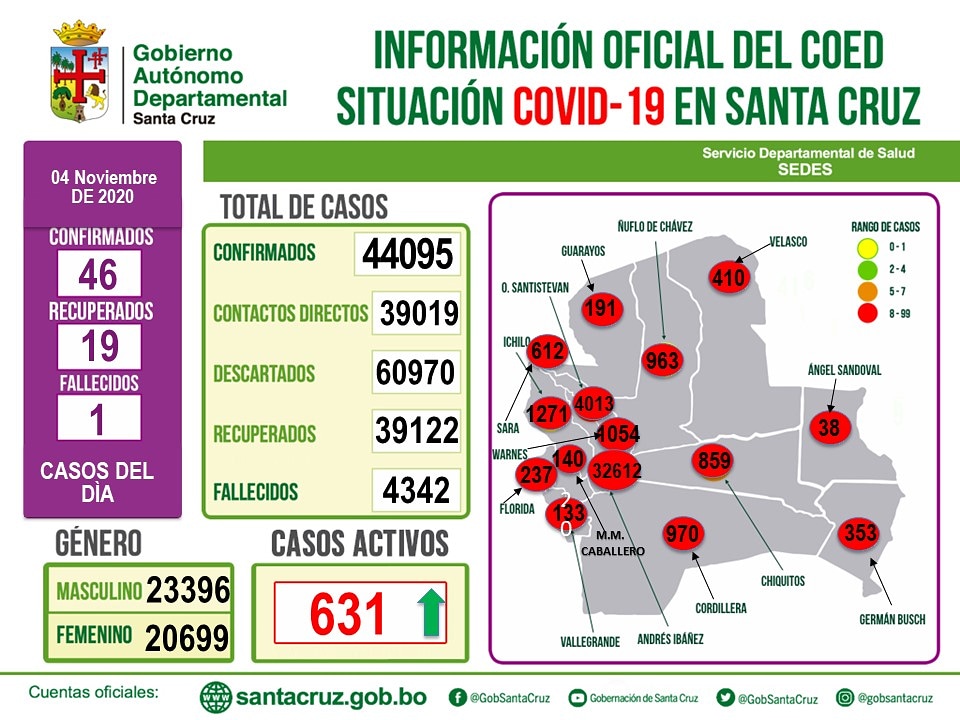 Gobierno
Autónomo
Departamental
Santa Cruz
INFORMACIÓN OFICIAL DEL COED
SITUACIÓN COVID-19 EN SANTA CRUZ
Servicio Departamental de Salud
SEDES
04 Noviembre
DE 2020
CONFIRMADOS
46
RECUPERADOS
19
FALLECIDOS
1
CASOS DEL
DÌA
TOTAL DE CASOS
CONFIRMADOS 44095
CONTACTOS DIRECTOS 39019
DESCARTADOS 60970
RECUPERADOS 39122
FALLECIDOS 4342
GÉNERO
MASCULINO 23396
FEMENINO 20699
CASOS ACTIVOS
631
ÑUFLO DE CHÁVEZ
VELASCO
GUARAYOS
O. SANTISTEVAN
ICHILO
SARA
WARNES
FLORIDA
410
191
612
963
1271
4013
1054
38
140
32612
859
237
133
20
970
353
RANGO DE CASOS
0 - 1
2 - 4
5 - 7
8 - 99
ÁNGEL SANDOVAL
M.M.
CABALLERO
CHIQUITOS
CORDILLERA
GERMÁN BUSCH
VALLEGRANDE
ANDRÉS IBÁÑEZ
Cuentas oficiales:
santacruz.gob.bo
@GobSantaCruz
Gobernación de Santa Cruz
@GobSantaCruz
@gobsantacruz